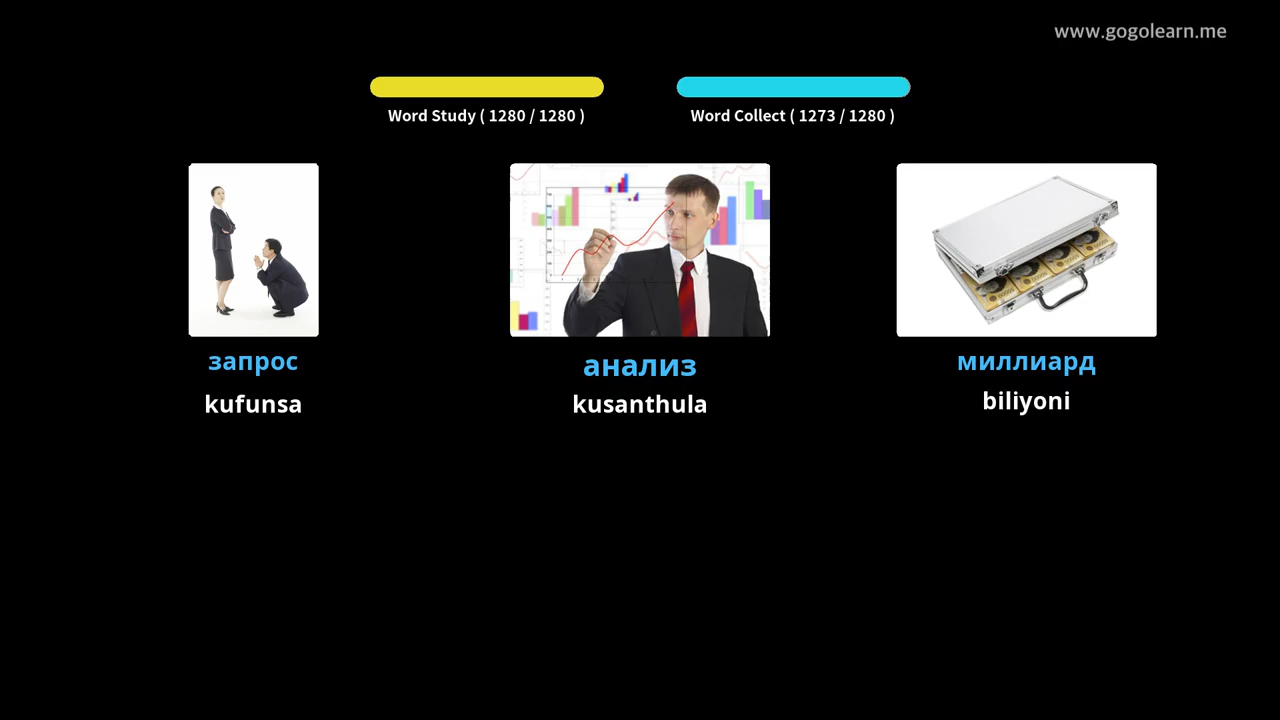 www.gogolearn.me
Word Study ( 1280 / 1280 )
Word Collect ( 1273 / 1280 )
запрос
анализ
миллиард
kufunsa
kusanthula
biliyoni